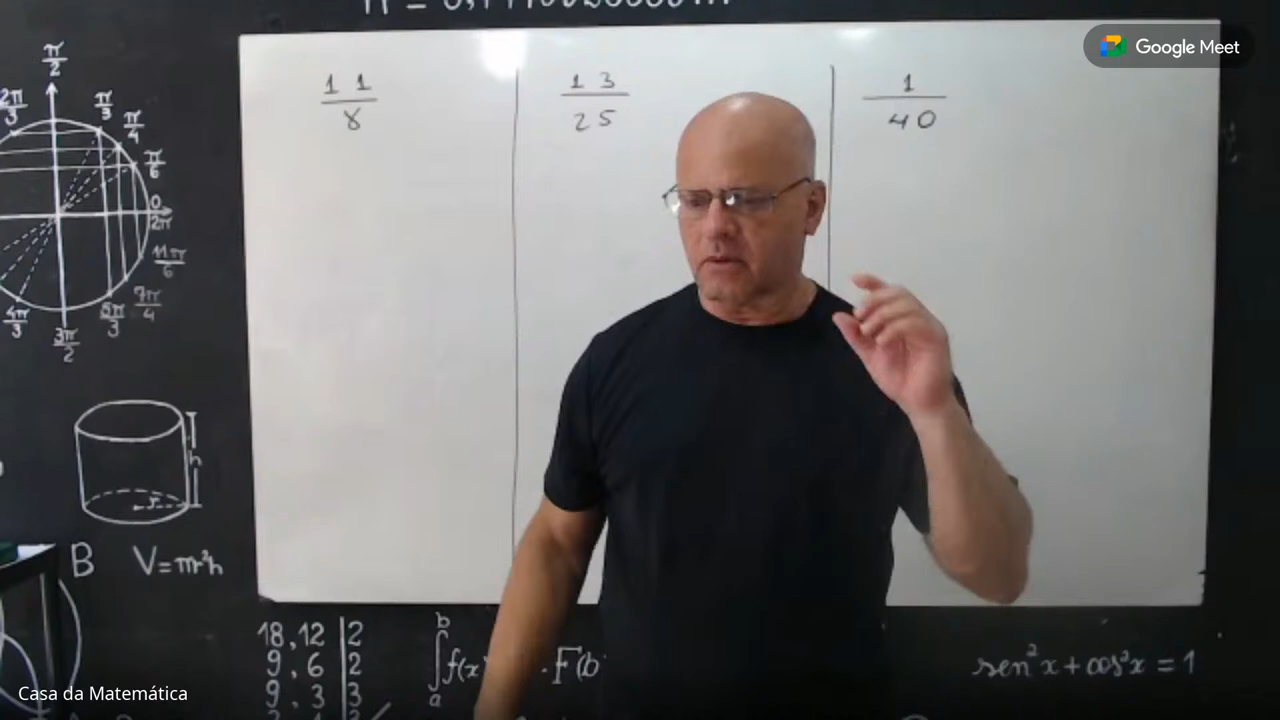 Google Meet
π/2
2π/3
π/3
π/4
π/6
0
2π
11π/6
7π/4
5π/3
3π/2
4π/3
11/8
13/25
1/40
h
r
B V=πr²h
18,12 | 2
9,6 | 2
9,3 | 3
b
∫f(x)
a
F(b
sen²x+cos²x=1
Casa da Matemática